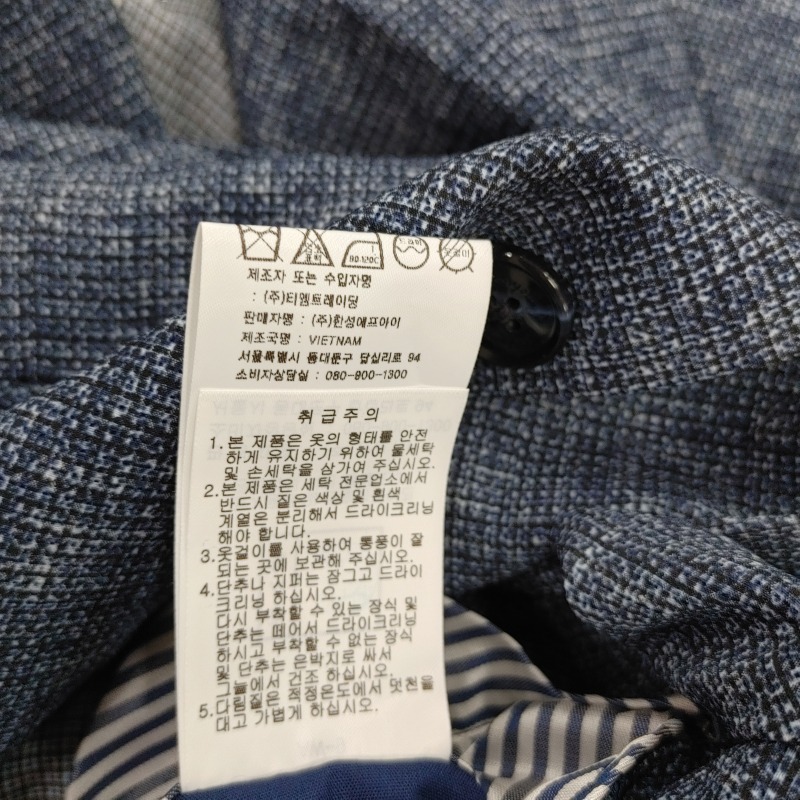 80-120℃
드라이
제조자 또는 수입자명
: (주)티엠트레이딩
판매자명 : (주)한성에프아이
제조국명 : VIETNAM
서울특별시 동대문구 답십리로 94
소비자상담실 : 080-900-1300
취급주의
1. 본 제품은 옷의 형태를 안전
하게 유지하기 위하여 물세탁
및 손세탁을 삼가여 주십시오.
2. 본 제품은 세탁 전문업소에서
반드시 짙은 색상 및 흰색
계열은 분리해서 드라이크리닝
해야 합니다.
3. 옷걸이를 사용하여 통풍이 잘
되는 곳에 보관해 주십시오.
4. 단추나 지퍼는 잠그고 드라이
크리닝 하십시오.
다시 부착할 수 있는 장식 및
단추는 떼어서 드라이크리닝
하시고 부착할 수 없는 장식
및 단추는 은박지로 싸서
그늘에서 건조 하십시오.
5. 다림질은 적정온도에서 덧천을
대고 가볍게 하십시오.